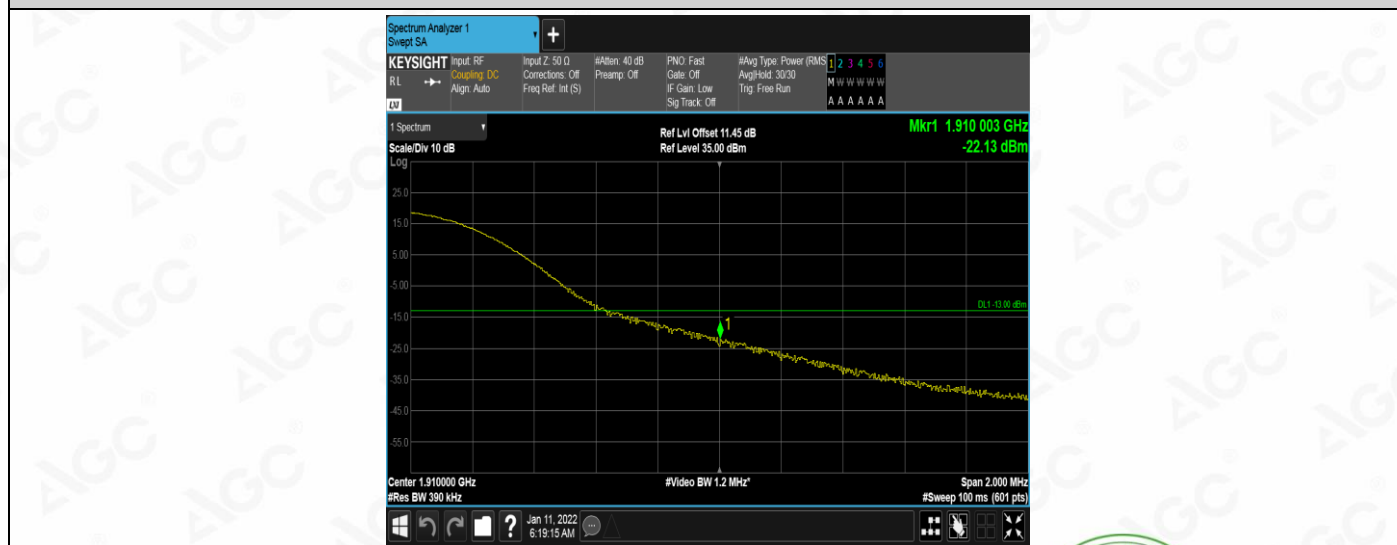 Spectrum Analyzer 1
Swept SA
+
KEYSIGHT Input: RF Input Z: 50 Ω #Atten: 40 dB PNO: Fast #Avg Type: Power (RMS 1 2 3 4 5 6
RL Coupling: DC Corrections: Off Preamp: Off Gate: Off Avg|Hold: 30/30 M W W W W W
Align: Auto Freq Ref: Int (S) IF Gain: Low Trig: Free Run
Sig Track: Off A A A A A A
1 Spectrum
Ref Lvl Offset 11.45 dB Mkr1 1.910 003 GHz
Scale/Div 10 dB Ref Level 35.00 dBm -22.13 dBm
Log
25.0
15.0
5.00
-5.00
DL1 -13.00 dBm
-15.0
1
-25.0
-35.0
-45.0
-55.0
Center 1.910000 GHz #Video BW 1.2 MHz* Span 2.000 MHz
#Res BW 390 kHz #Sweep 100 ms (601 pts)
? Jan 11, 2022
6:19:15 AM
AGC